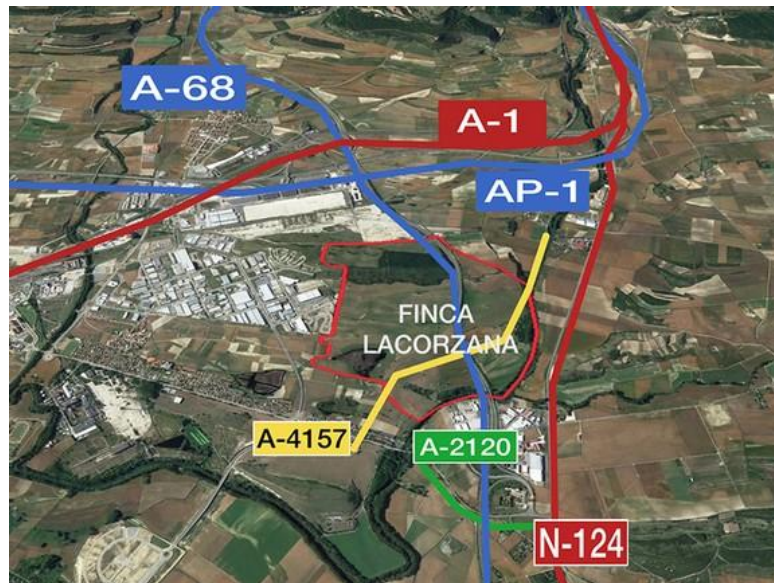 A-68
A-1
AP-1
FINCA
LACORZANA
A-4157
A-2120
N-124